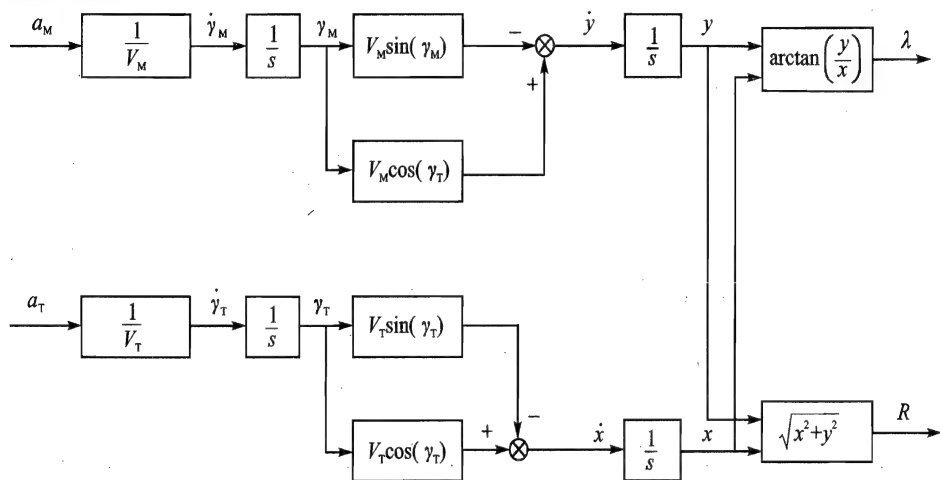 a_M
1/V_M
γ̇_M
1/s
γ_M
V_M sin(γ_M)
−
+
ẏ
1/s
y
arctan(y/x)
λ
V_M cos(γ_T)
a_T
1/V_T
γ̇_T
1/s
γ_T
V_T sin(γ_T)
−
V_T cos(γ_T)
+
ẋ
1/s
x
√(x²+y²)
R